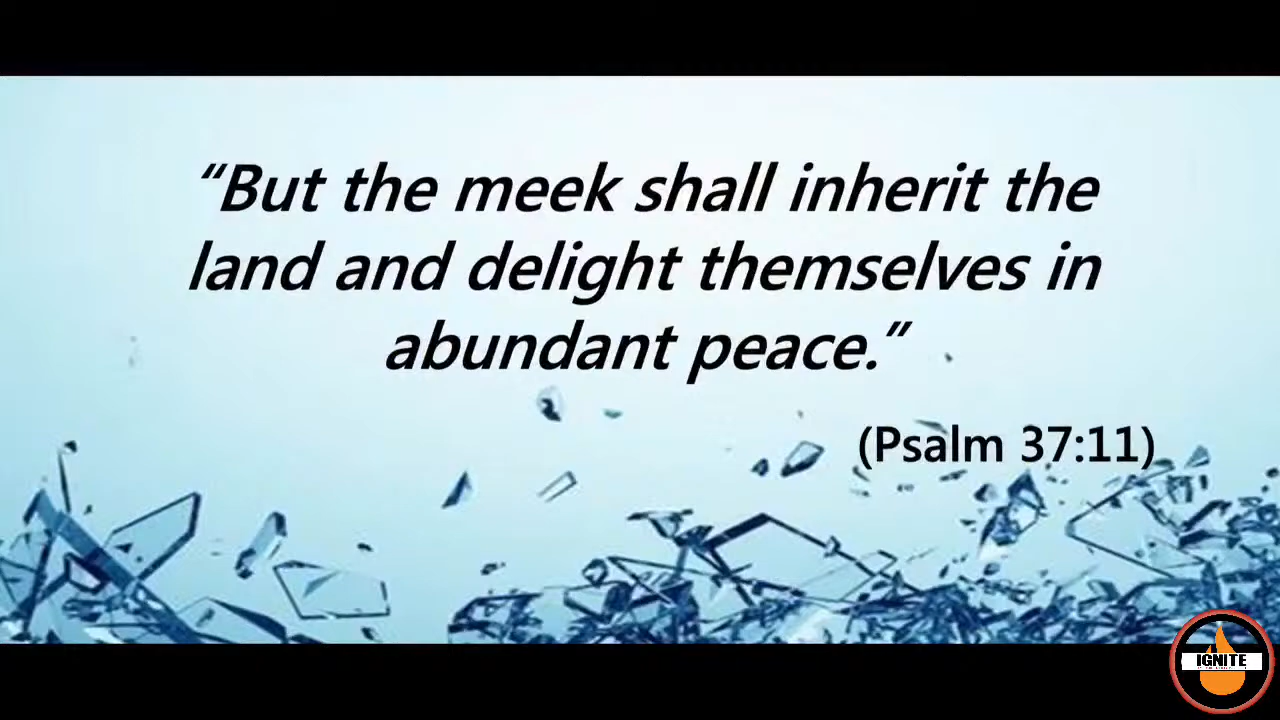 “But the meek shall inherit the
land and delight themselves in
abundant peace.”
(Psalm 37:11)
IGNITE